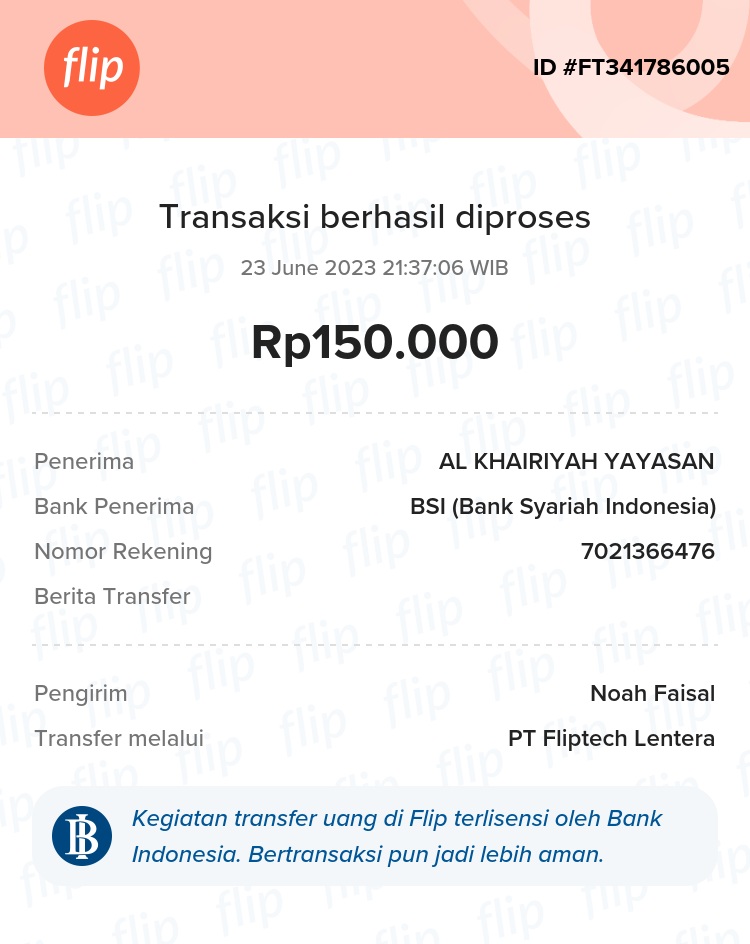 flip
ID #FT341786005
Transaksi berhasil diproses
23 June 2023 21:37:06 WIB
Rp150.000
Penerima AL KHAIRIYAH YAYASAN
Bank Penerima BSI (Bank Syariah Indonesia)
Nomor Rekening 7021366476
Berita Transfer
Pengirim Noah Faisal
Transfer melalui PT Fliptech Lentera
Kegiatan transfer uang di Flip terlisensi oleh Bank
Indonesia. Bertransaksi pun jadi lebih aman.